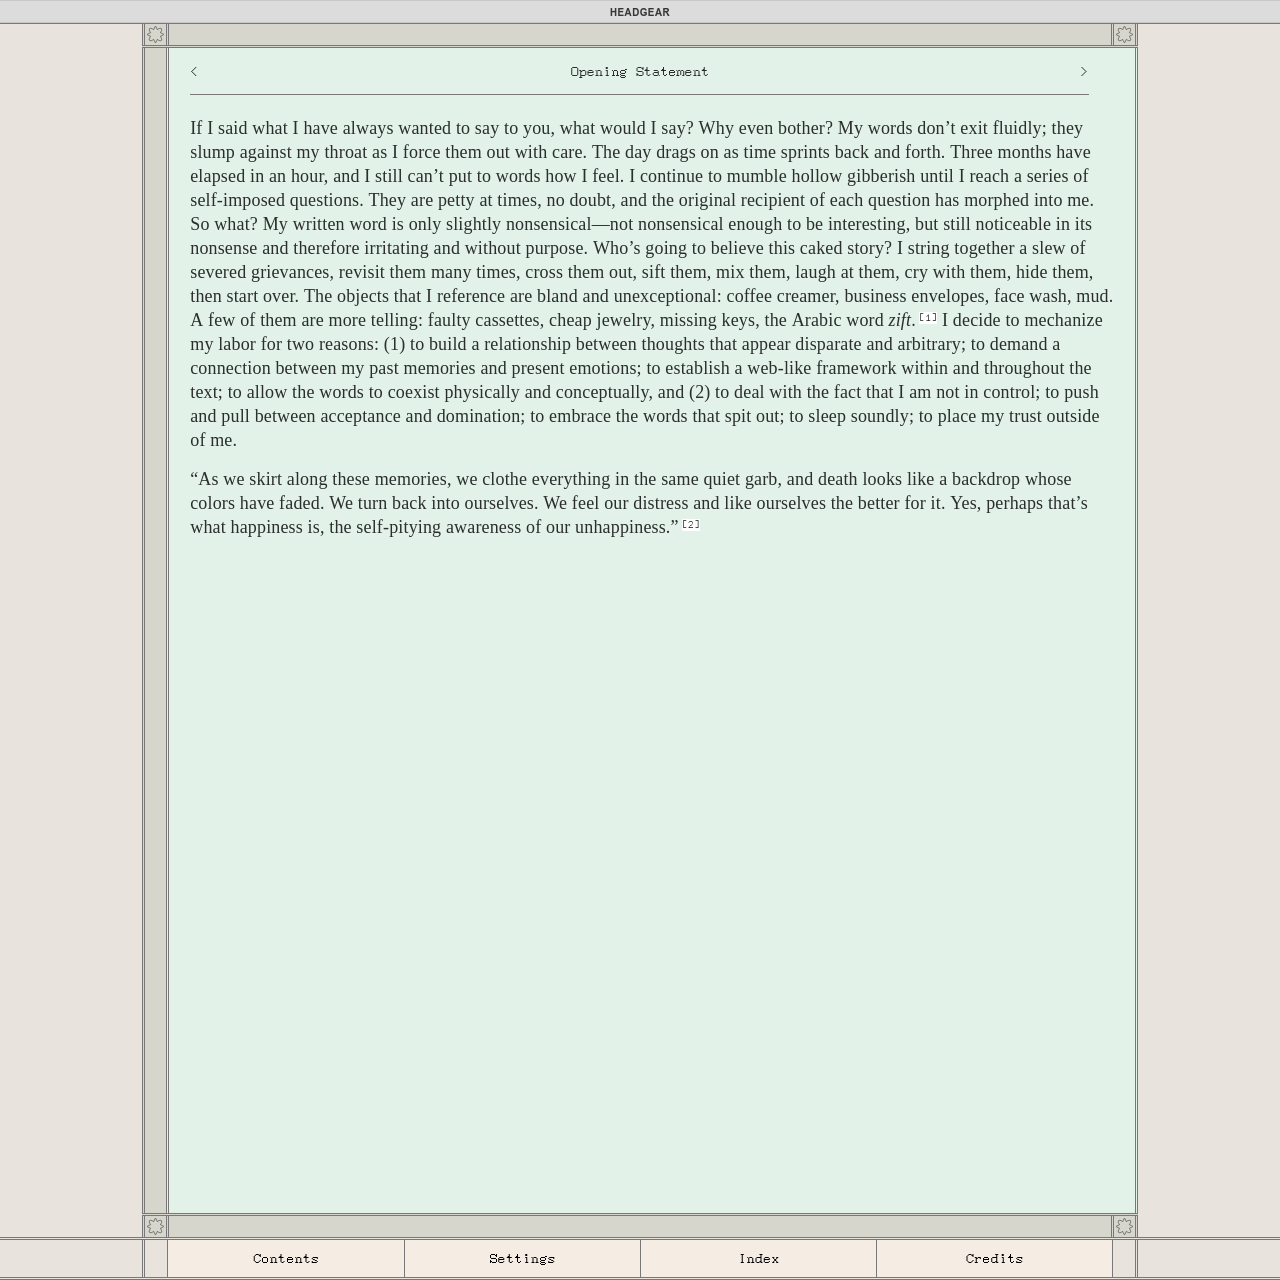 HEADGEAR
Opening Statement
If I said what I have always wanted to say to you, what would I say? Why even bother? My words don’t exit fluidly; they
slump against my throat as I force them out with care. The day drags on as time sprints back and forth. Three months have
elapsed in an hour, and I still can’t put to words how I feel. I continue to mumble hollow gibberish until I reach a series of
self-imposed questions. They are petty at times, no doubt, and the original recipient of each question has morphed into me.
So what? My written word is only slightly nonsensical—not nonsensical enough to be interesting, but still noticeable in its
nonsense and therefore irritating and without purpose. Who’s going to believe this caked story? I string together a slew of
severed grievances, revisit them many times, cross them out, sift them, mix them, laugh at them, cry with them, hide them,
then start over. The objects that I reference are bland and unexceptional: coffee creamer, business envelopes, face wash, mud.
A few of them are more telling: faulty cassettes, cheap jewelry, missing keys, the Arabic word zift. [1] I decide to mechanize
my labor for two reasons: (1) to build a relationship between thoughts that appear disparate and arbitrary; to demand a
connection between my past memories and present emotions; to establish a web-like framework within and throughout the
text; to allow the words to coexist physically and conceptually, and (2) to deal with the fact that I am not in control; to push
and pull between acceptance and domination; to embrace the words that spit out; to sleep soundly; to place my trust outside
of me.
“As we skirt along these memories, we clothe everything in the same quiet garb, and death looks like a backdrop whose
colors have faded. We turn back into ourselves. We feel our distress and like ourselves the better for it. Yes, perhaps that’s
what happiness is, the self-pitying awareness of our unhappiness.” [2]
Contents Settings Index Credits